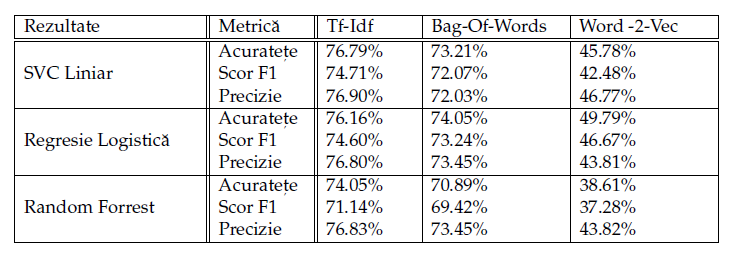 Rezultate Metrică Tf-Idf Bag-Of-Words Word -2-Vec
Acuratețe 76.79% 73.21% 45.78%
SVC Liniar Scor F1 74.71% 72.07% 42.48%
Precizie 76.90% 72.03% 46.77%
Acuratețe 76.16% 74.05% 49.79%
Regresie Logistică Scor F1 74.60% 73.24% 46.67%
Precizie 76.80% 73.45% 43.81%
Acuratețe 74.05% 70.89% 38.61%
Random Forrest Scor F1 71.14% 69.42% 37.28%
Precizie 76.83% 73.45% 43.82%